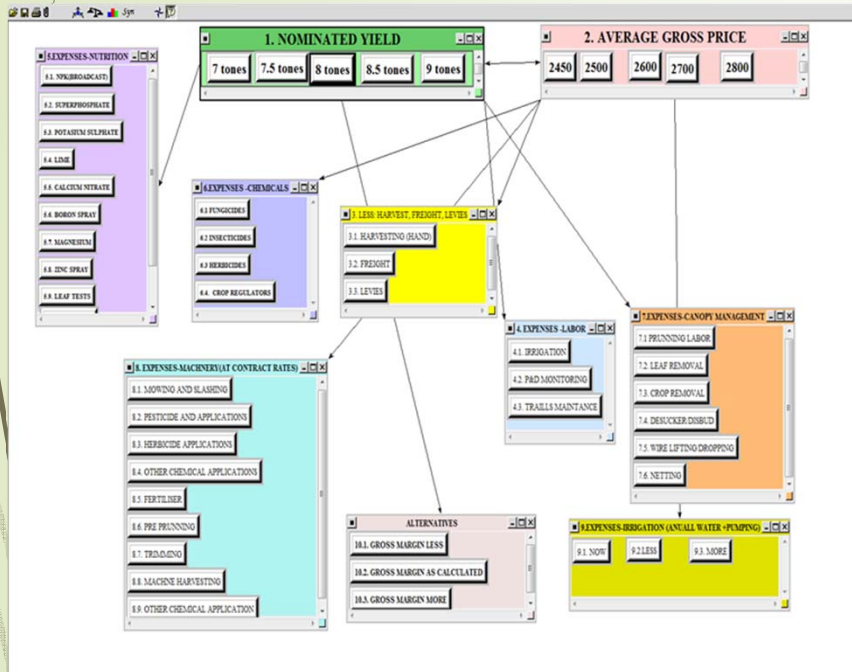 Syn
1. NOMINATED YIELD
7 tones
7.5 tones
8 tones
8.5 tones
9 tones
2. AVERAGE GROSS PRICE
2450
2500
2600
2700
2800
5.EXPENSES-NUTRITION
5.1. NPK(BROADCAST)
5.2. SUPERPHOSPHATE
5.3. POTASIUM SULPHATE
5.4. LIME
5.5. CALCIUM NITRATE
5.6. BORON SPRAY
5.7. MAGNESIUM
5.8. ZINC SPRAY
5.9. LEAF TESTS
6.EXPENSES -CHEMICALS
6.1 FUNGICIDES
6.2 INSECTICIDES
6.3 HERBICIDES
6.4. CROP REGULATORS
3. LESS: HARVEST, FREIGHT, LEVIES
3.1. HARVESTING (HAND)
3.2. FREIGHT
3.3. LEVIES
4. EXPENSES -LABOR
4.1. IRRIGATION
4.2. P&D MONITORING
4.3. TRAILLS MAINTANCE
7.EXPENSES-CANOPY MANAGEMENT
7.1 PRUNNING LABOR
7.2. LEAF REMOVAL
7.3. CROP REMOVAL
7.4. DESUCKER/DISBUD
7.5. WIRE LIFTING/DROPPING
7.6. NETTING
8. EXPENSES-MACHNERY(AT CONTRACT RATES)
8.1. MOWING AND SLASHING
8.2. PESTICIDE AND APPLICATIONS
8.3. HERBICIDE APPLICATIONS
8.4. OTHER CHEMICAL APPLICATIONS
8.5. FERTILISER
8.6. PRE PRUNNING
8.7. TRIMMING
8.8. MACHNE HARVESTING
8.9. OTHER CHEMICAL APPLICATION
ALTERNATIVES
10.1. GROSS MARGIN LESS
10.2. GROSS MARGIN AS CALCULATED
10.3. GROSS MARGIN MORE
9.EXPENSES-IRRIGATION (ANUALL WATER +PUMPING)
9.1. NOW
9.2.LESS
9.3. MORE